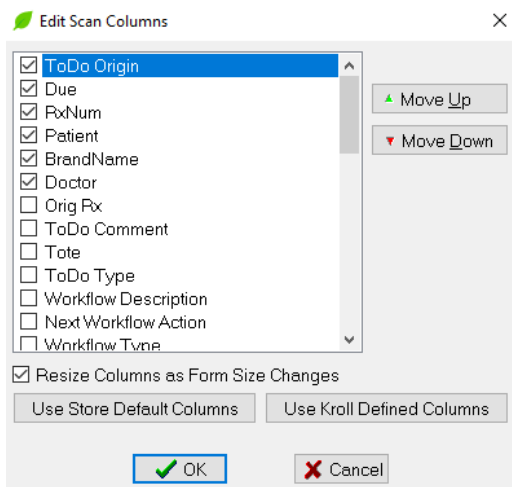 Edit Scan Columns
ToDo Origin
Due
RxNum
Patient
BrandName
Doctor
Orig Rx
ToDo Comment
Tote
ToDo Type
Workflow Description
Next Workflow Action
Workflow Type
Move Up
Move Down
Resize Columns as Form Size Changes
Use Store Default Columns
Use Kroll Defined Columns
OK
Cancel